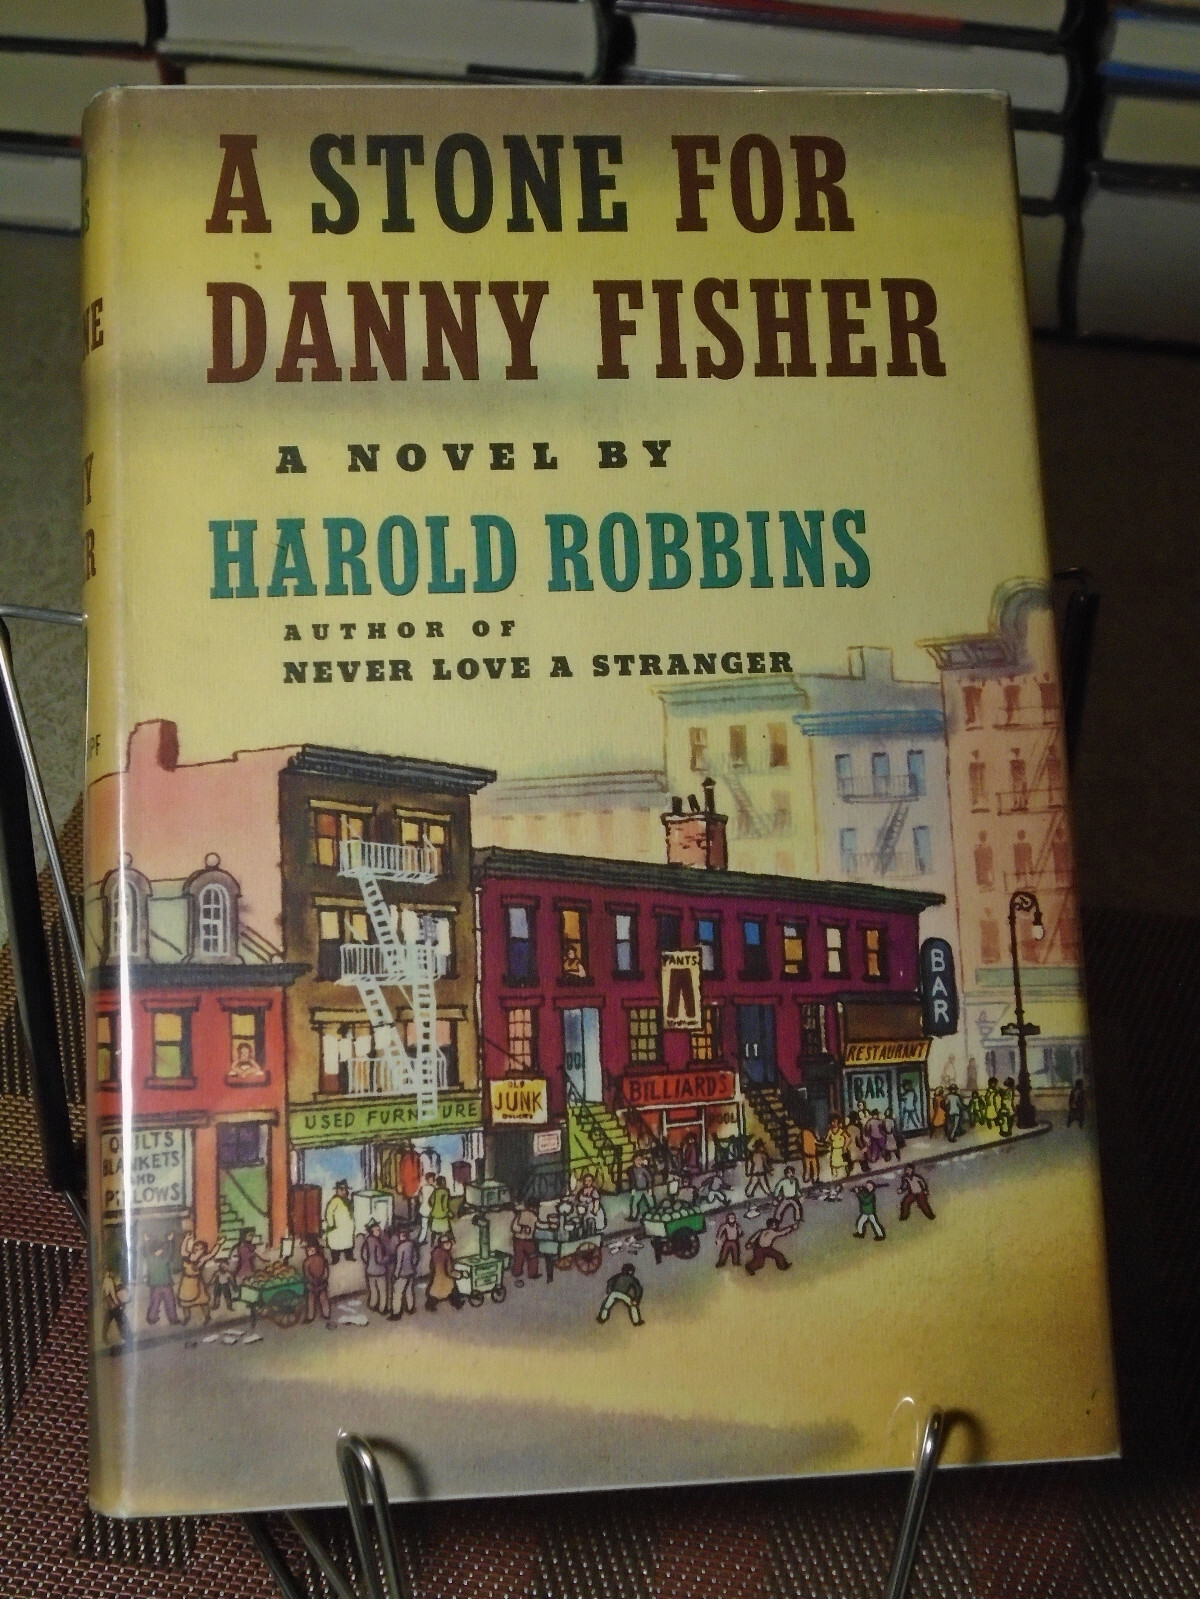 A STONE FOR
DANNY FISHER
A NOVEL BY
HAROLD ROBBINS
AUTHOR OF
NEVER LOVE A STRANGER
BAR
PANTS
RESTAURANT
BAR
BILLIARDS
POOL
OLD
JUNK
USED FURNITURE
QUILTS
BLANKETS
AND
PILLOWS